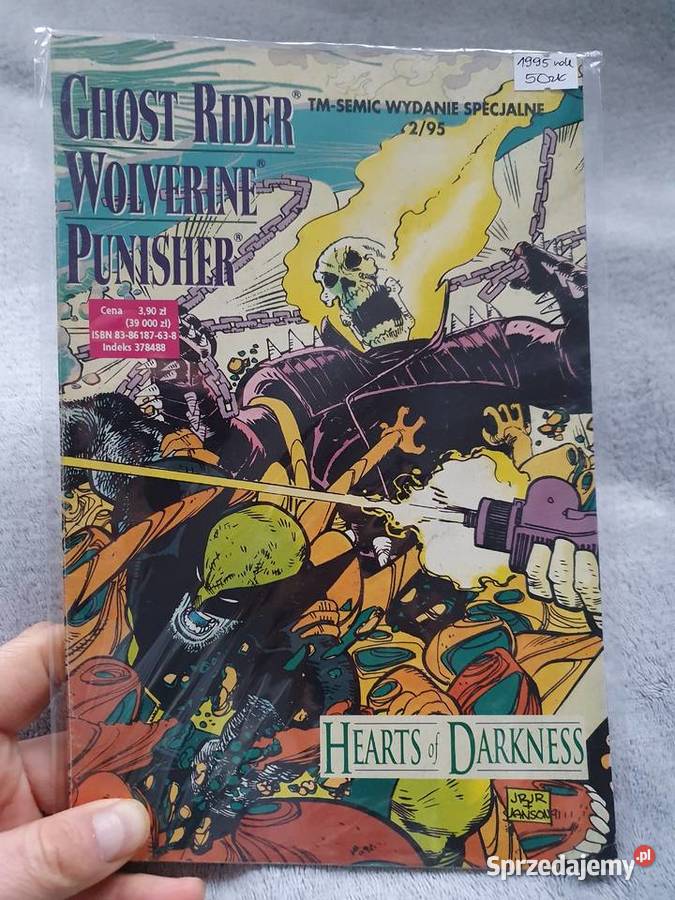 1995 rok
50zł
GHOST RIDER®
WOLVERINE®
PUNISHER®
TM-SEMIC WYDANIE SPECJALNE
2/95
Cena 3,90 zł
(39 000 zł)
ISBN 83-86187-63-8
Indeks 378488
HEARTS of DARKNESS
JRJR
+
JANSON 91
Sprzedajemy.pl